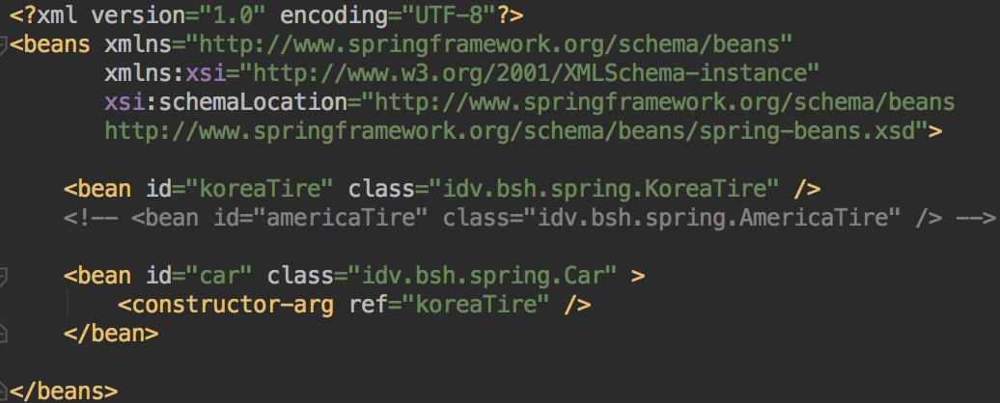 <?xml version="1.0" encoding="UTF-8"?>
<beans xmlns="http://www.springframework.org/schema/beans"
       xmlns:xsi="http://www.w3.org/2001/XMLSchema-instance"
       xsi:schemaLocation="http://www.springframework.org/schema/beans
       http://www.springframework.org/schema/beans/spring-beans.xsd">
    <bean id="koreaTire" class="idv.bsh.spring.KoreaTire" />
    <!-- <bean id="americaTire" class="idv.bsh.spring.AmericaTire" /> -->
    <bean id="car" class="idv.bsh.spring.Car" >
        <constructor-arg ref="koreaTire" />
    </bean>
</beans>